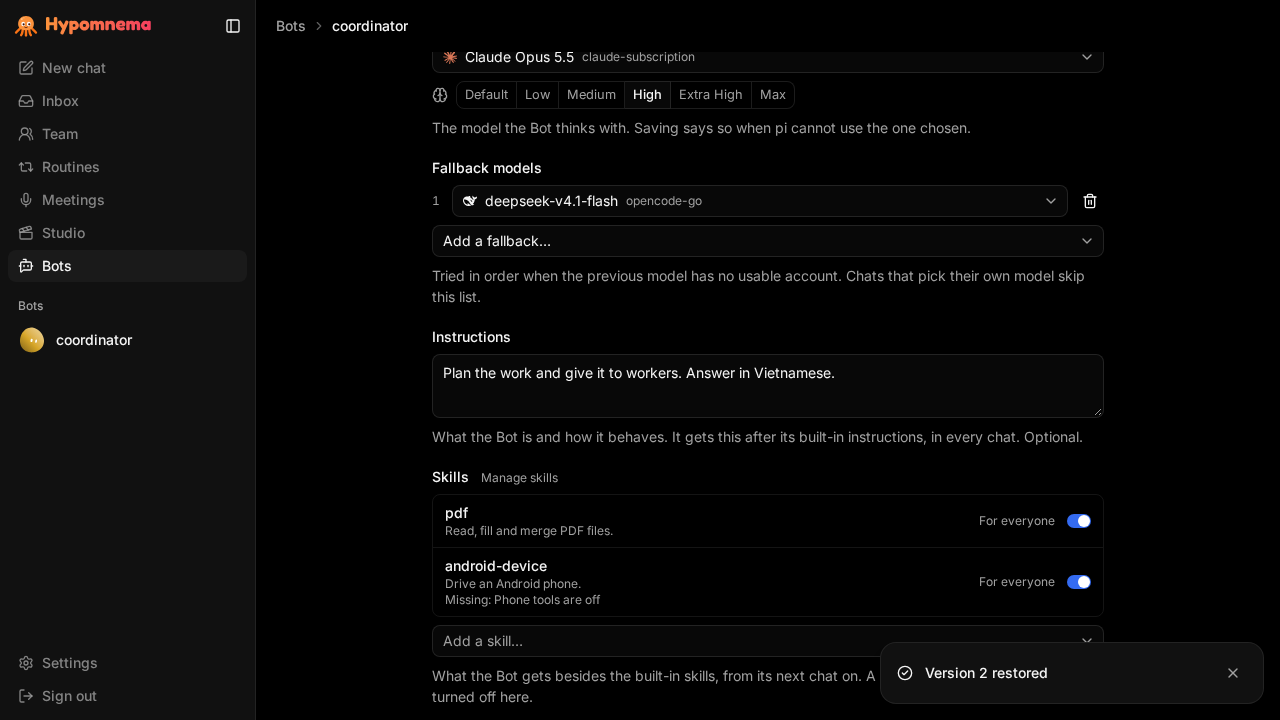 Hypomnema
New chat
Inbox
Team
Routines
Meetings
Studio
Bots
Bots
coordinator
Settings
Sign out
Bots > coordinator
Claude Opus 5.5 claude-subscription
Default Low Medium High Extra High Max
The model the Bot thinks with. Saving says so when pi cannot use the one chosen.
Fallback models
1 deepseek-v4.1-flash opencode-go
Add a fallback...
Tried in order when the previous model has no usable account. Chats that pick their own model skip
this list.
Instructions
Plan the work and give it to workers. Answer in Vietnamese.
What the Bot is and how it behaves. It gets this after its built-in instructions, in every chat. Optional.
Skills Manage skills
pdf
Read, fill and merge PDF files.
For everyone
android-device
Drive an Android phone.
Missing: Phone tools are off
For everyone
Add a skill...
What the Bot gets besides the built-in skills, from its next chat on. A
turned off here.
Version 2 restored